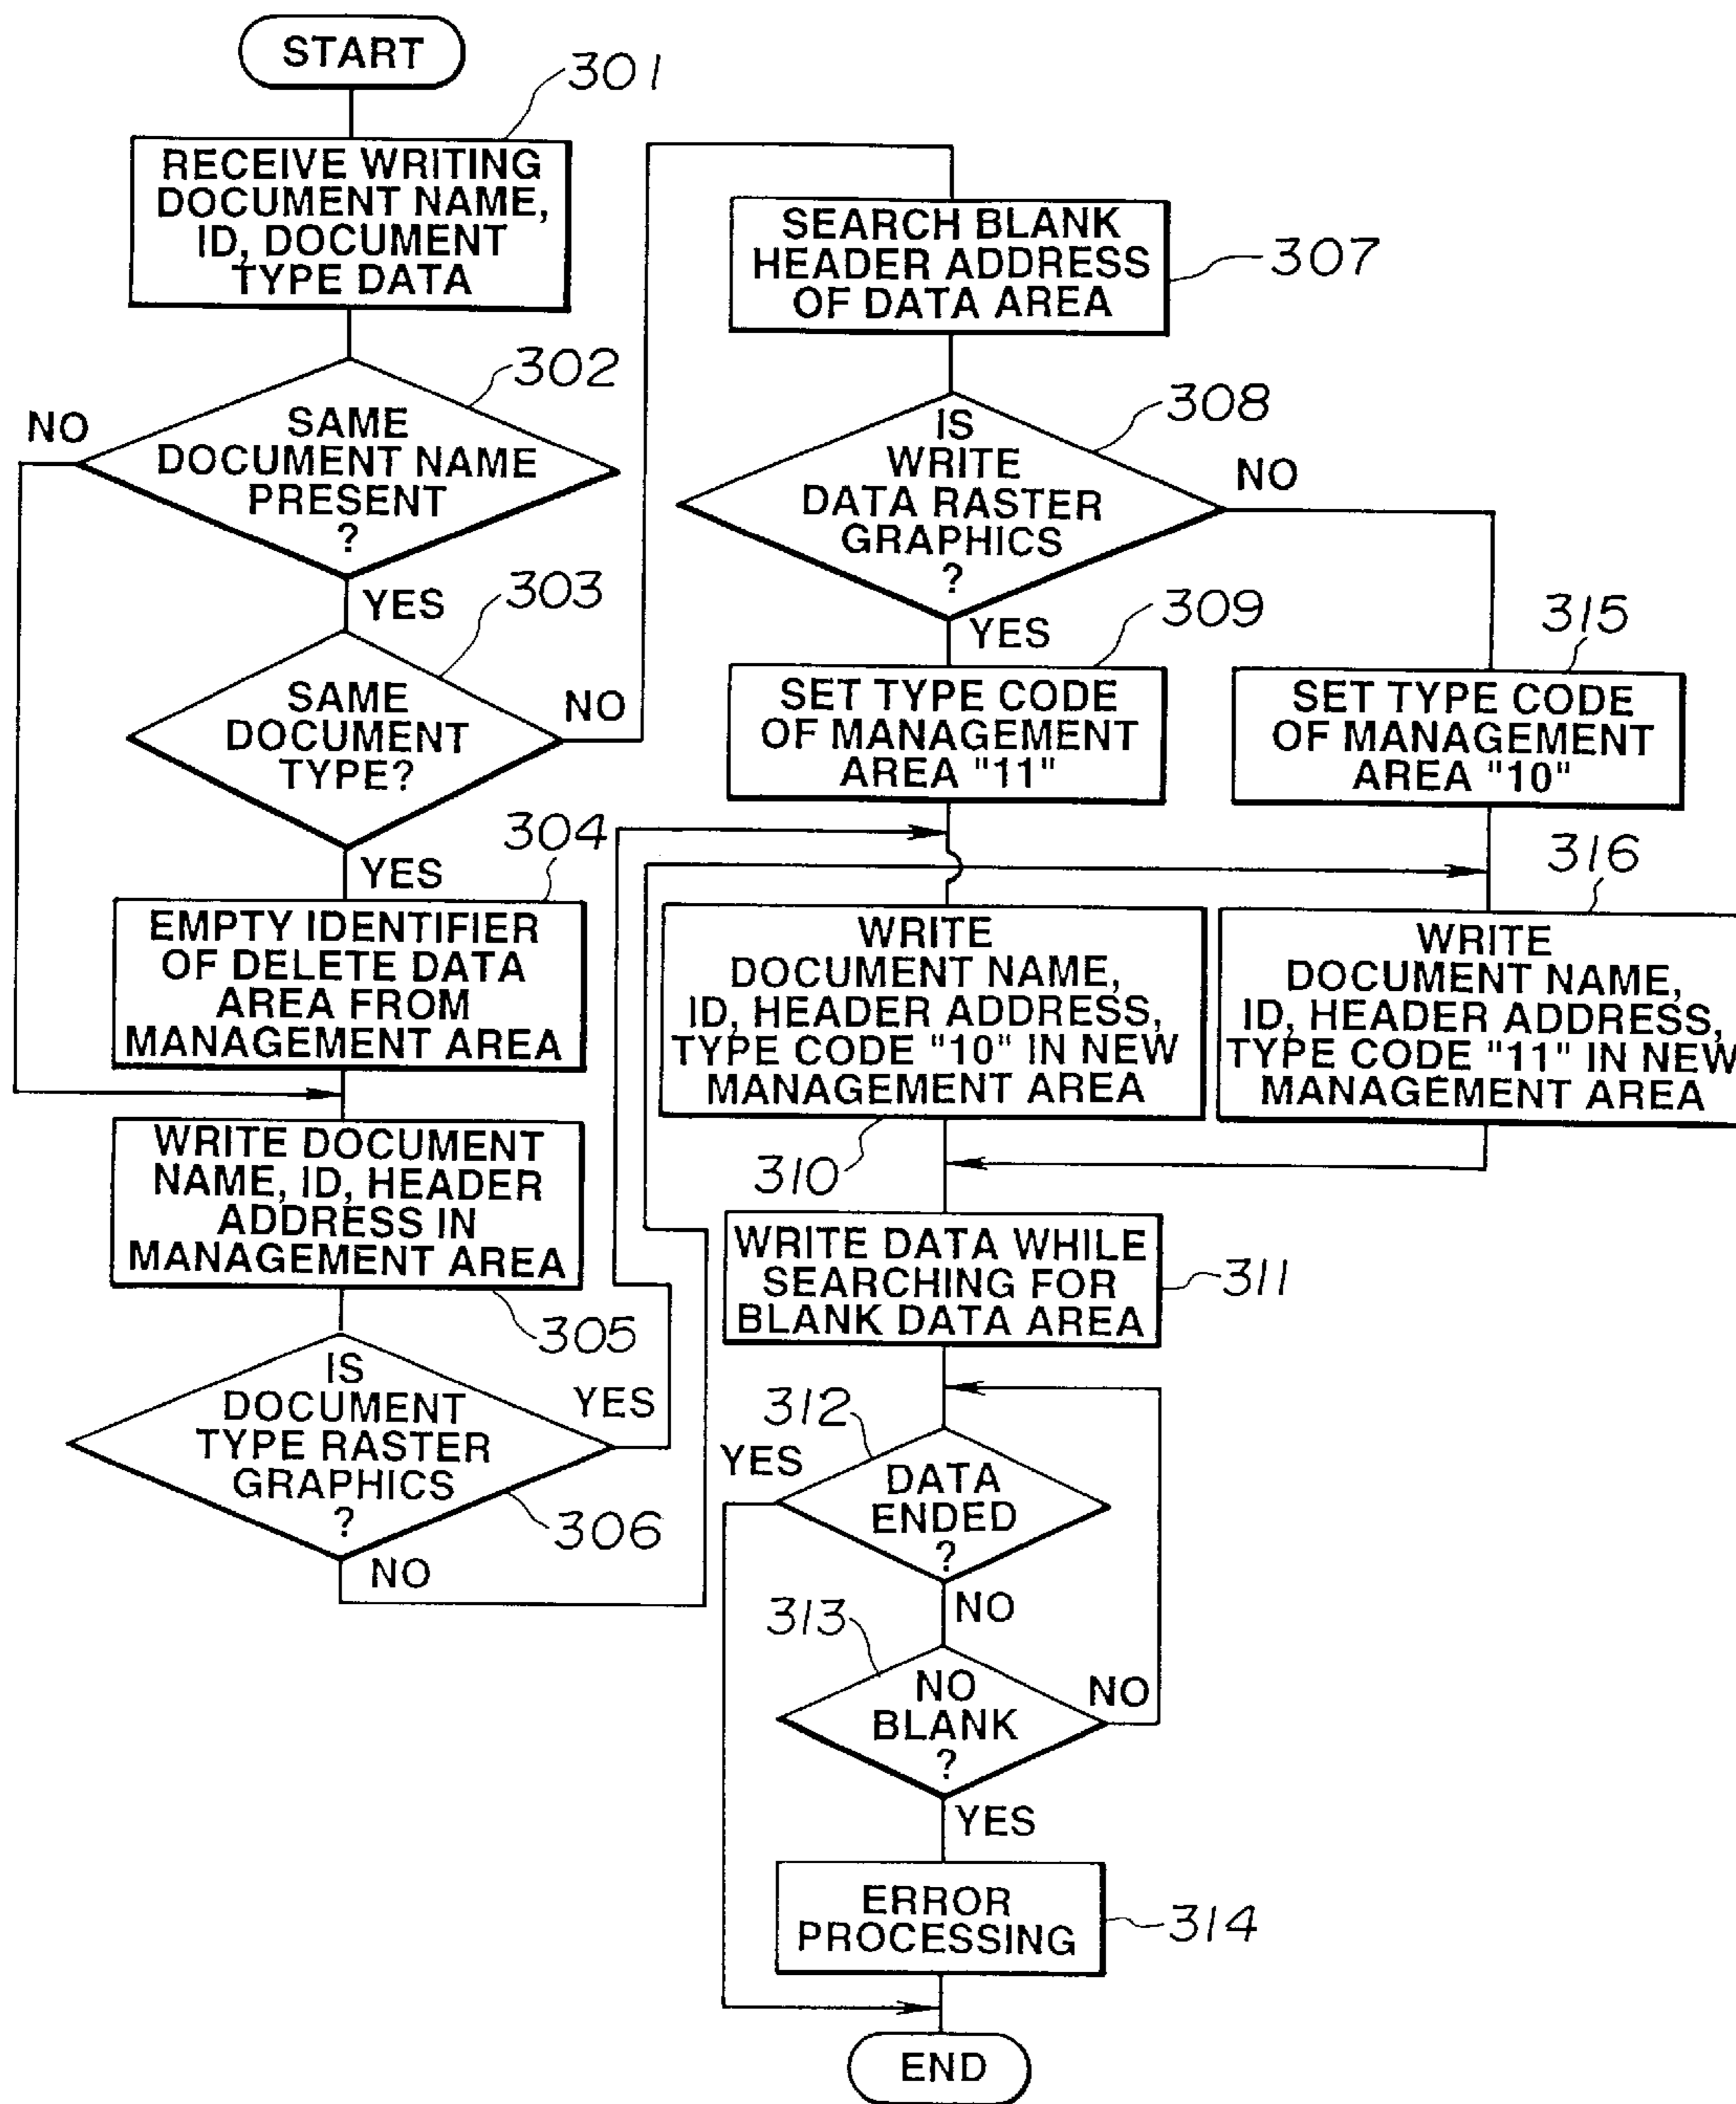 START
301
RECEIVE WRITING
DOCUMENT NAME,
ID, DOCUMENT
TYPE DATA
302
NO
SAME
DOCUMENT NAME
PRESENT
?
YES
303
SAME
DOCUMENT
TYPE?
NO
YES
304
EMPTY IDENTIFIER
OF DELETE DATA
AREA FROM
MANAGEMENT AREA
WRITE DOCUMENT
NAME, ID, HEADER
ADDRESS IN
MANAGEMENT AREA
305
IS
DOCUMENT
TYPE RASTER
GRAPHICS
?
YES
306
NO
SEARCH BLANK
HEADER ADDRESS
OF DATA AREA
307
IS
WRITE
DATA RASTER
GRAPHICS
?
308
NO
YES
309
SET TYPE CODE
OF MANAGEMENT
AREA "11"
315
SET TYPE CODE
OF MANAGEMENT
AREA "10"
316
WRITE
DOCUMENT NAME,
ID, HEADER ADDRESS,
TYPE CODE "10" IN NEW
MANAGEMENT AREA
310
WRITE
DOCUMENT NAME,
ID, HEADER ADDRESS,
TYPE CODE "11" IN NEW
MANAGEMENT AREA
WRITE DATA WHILE
SEARCHING FOR
BLANK DATA AREA
311
312
YES
DATA
ENDED
?
NO
313
NO
BLANK
?
NO
YES
ERROR
PROCESSING
314
END